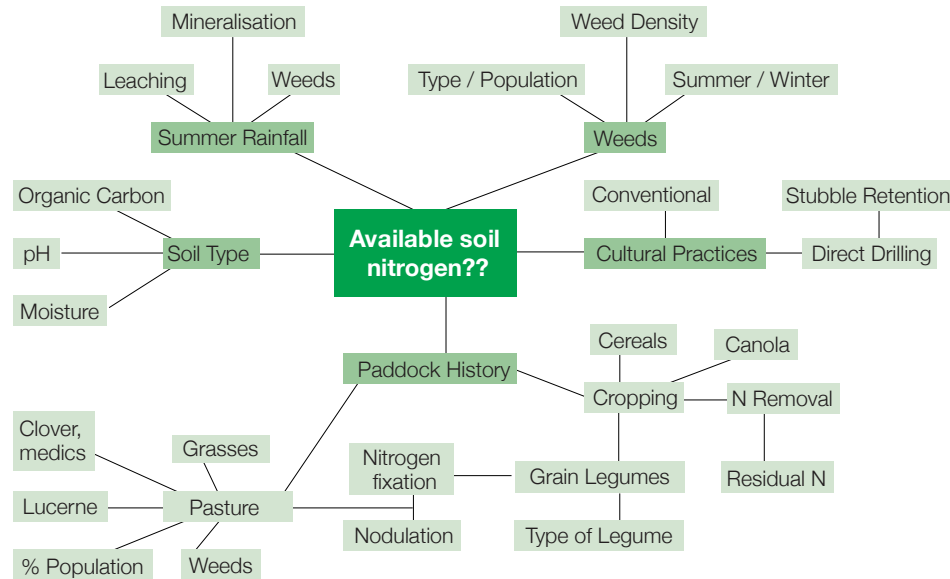 Mineralisation
Weed Density
Leaching
Weeds
Type / Population
Summer / Winter
Summer Rainfall
Weeds
Organic Carbon
Conventional
Stubble Retention
pH
Soil Type
Available soil
nitrogen??
Cultural Practices
Direct Drilling
Moisture
Cereals
Canola
Paddock History
Cropping
N Removal
Clover,
medics
Grasses
Nitrogen
fixation
Grain Legumes
Residual N
Lucerne
Pasture
Nodulation
Type of Legume
% Population
Weeds